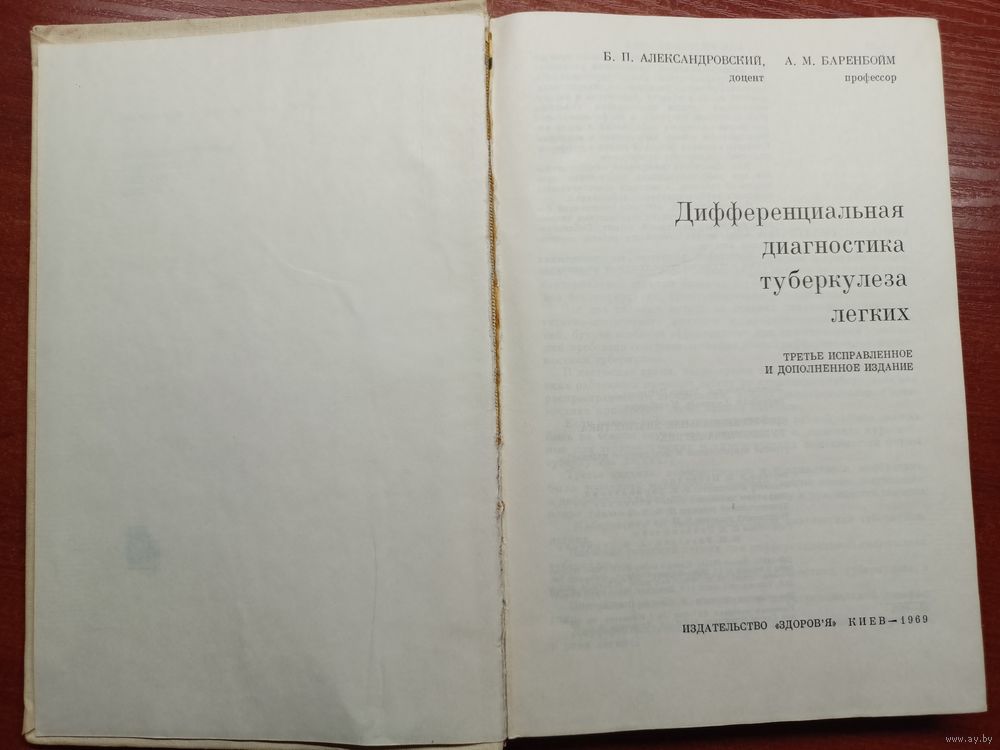 Б. П. АЛЕКСАНДРОВСКИЙ, А. М. БАРЕНБОЙМ
доцент профессор
Дифференциальная
диагностика
туберкулеза
легких
ТРЕТЬЕ ИСПРАВЛЕННОЕ
И ДОПОЛНЕННОЕ ИЗДАНИЕ
ИЗДАТЕЛЬСТВО «ЗДОРОВ'Я» КИЕВ — 1969
www.ay.by